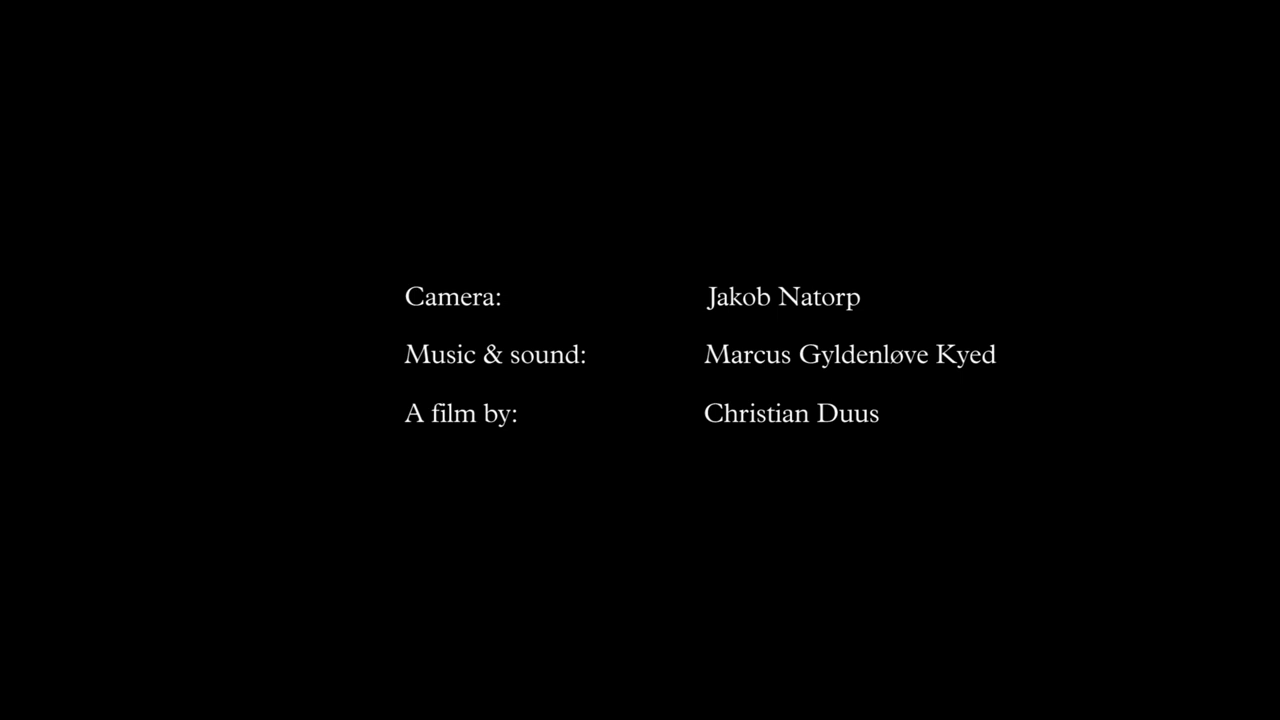 Camera: Jakob Natorp
Music & sound: Marcus Gyldenløve Kyed
A film by: Christian Duus